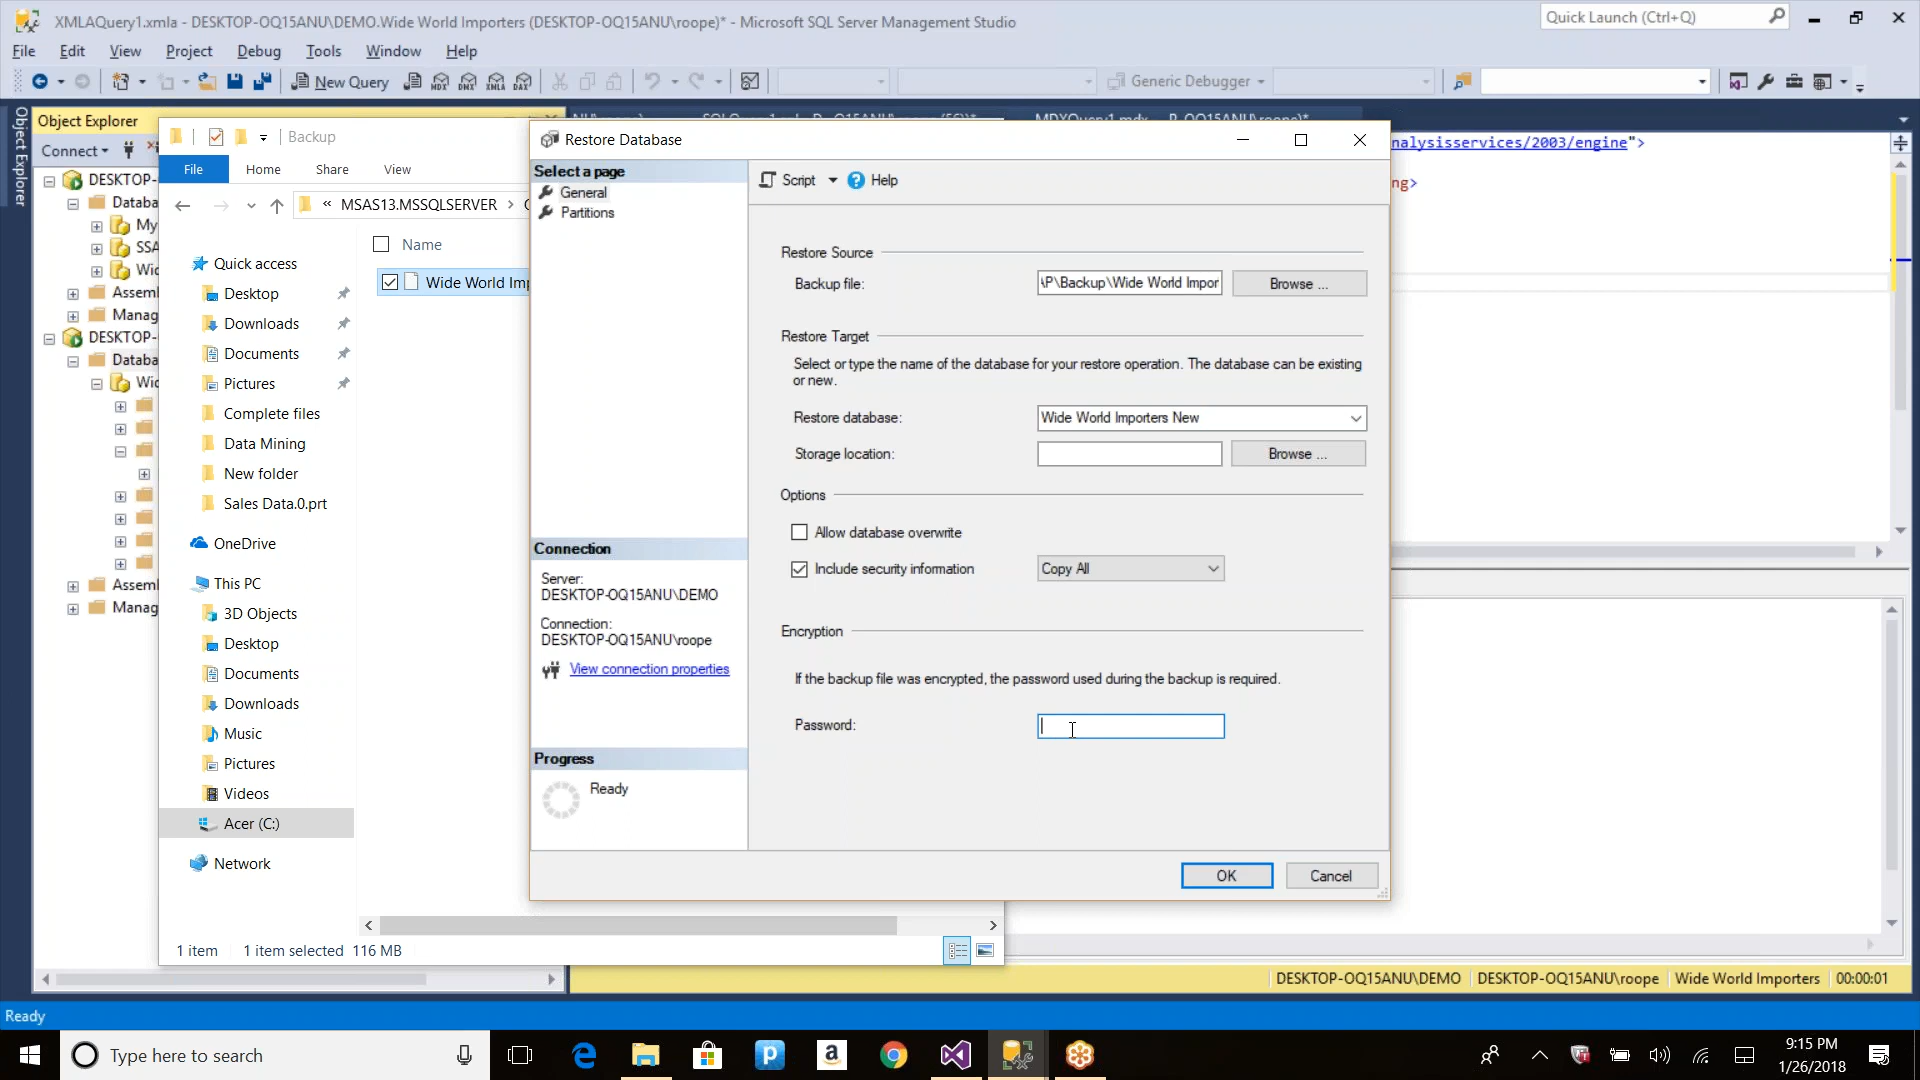 XMLAQuery1.xmla - DESKTOP-OQ15ANU\DEMO.Wide World Importers (DESKTOP-OQ15ANU\roope)* - Microsoft SQL Server Management Studio
Quick Launch (Ctrl+Q)
File Edit View Project Debug Tools Window Help
New Query MDX DMX XMLA DAX Generic Debugger
Object Explorer
Object Explorer
Connect
DESKTOP-
Databa
My
SSA
Wid
Assem
Manag
DESKTOP-
Databa
Wid
Assem
Manag
Backup
File Home Share View
« MSAS13.MSSQLSERVER >
Name
Wide World Imp
Quick access
Desktop
Downloads
Documents
Pictures
Complete files
Data Mining
New folder
Sales Data.0.prt
OneDrive
This PC
3D Objects
Desktop
Documents
Downloads
Music
Pictures
Videos
Acer (C:)
Network
1 item 1 item selected 116 MB
nalysisservices/2003/engine">
ng>
Restore Database
Select a page
General
Partitions
Script Help
Restore Source
Backup file: \P\Backup\Wide World Impor Browse ...
Restore Target
Select or type the name of the database for your restore operation. The database can be existing
or new.
Restore database: Wide World Importers New
Storage location: Browse ...
Options
Allow database overwrite
Include security information Copy All
Encryption
If the backup file was encrypted, the password used during the backup is required.
Password:
Connection
Server:
DESKTOP-OQ15ANU\DEMO
Connection:
DESKTOP-OQ15ANU\roope
View connection properties
Progress
Ready
OK Cancel
DESKTOP-OQ15ANU\DEMO DESKTOP-OQ15ANU\roope Wide World Importers 00:00:01
Ready
Type here to search
9:15 PM
1/26/2018